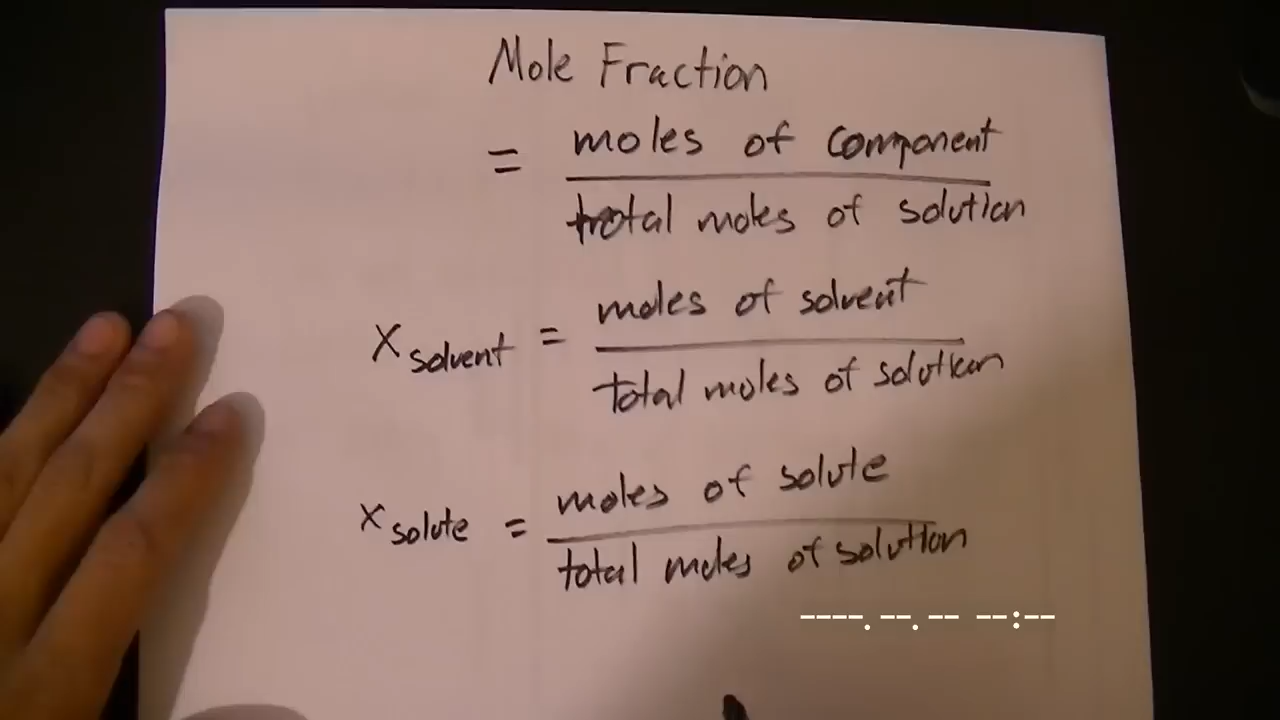 Mole Fraction
= moles of component
total moles of solution
X solvent = moles of solvent
total moles of solution
X solute = moles of solute
total moles of solution
----.--.-- --:--